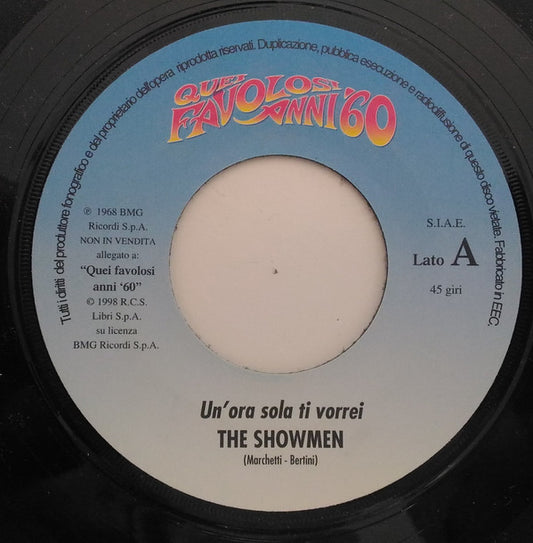 Tutti i diritti del produttore fonografico e del proprietario dell'opera riprodotta riservati. Duplicazione, pubblica esecuzione e radiodiffusione di questo disco vietate. Fabbricato in EEC.
QUEI
FAVOLOSI
ANNI '60
℗ 1968 BMG
Ricordi S.p.A.
NON IN VENDITA
allegato a:
“Quei favolosi
anni ‘60”
© 1998 R.C.S.
Libri S.p.A.
su licenza
BMG Ricordi S.p.A.
S.I.A.E.
Lato A
45 giri
Un'ora sola ti vorrei
THE SHOWMEN
(Marchetti - Bertini)